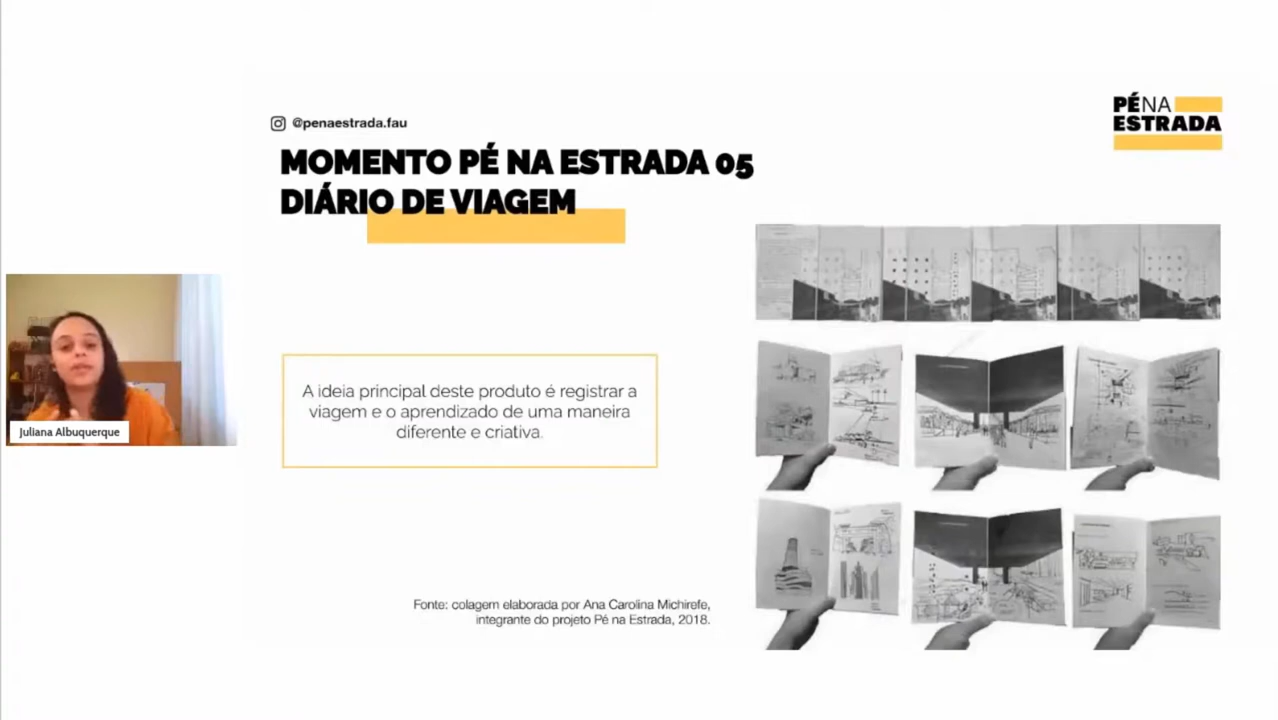 @penaestrada.fau
MOMENTO PÉ NA ESTRADA 05
DIÁRIO DE VIAGEM
PÉNA
ESTRADA
A ideia principal deste produto é registrar a
viagem e o aprendizado de uma maneira
diferente e criativa.
Juliana Albuquerque
Fonte: colagem elaborada por Ana Carolina Michirefe,
integrante do projeto Pé na Estrada, 2018.